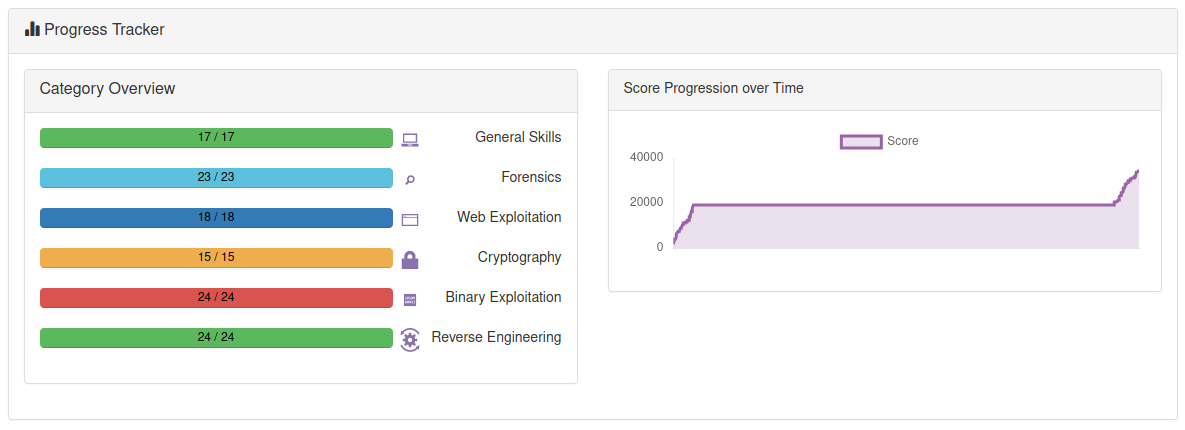 Progress Tracker
Category Overview
17 / 17 General Skills
23 / 23 Forensics
18 / 18 Web Exploitation
15 / 15 Cryptography
24 / 24 Binary Exploitation
24 / 24 Reverse Engineering
Score Progression over Time
Score
40000
20000
0